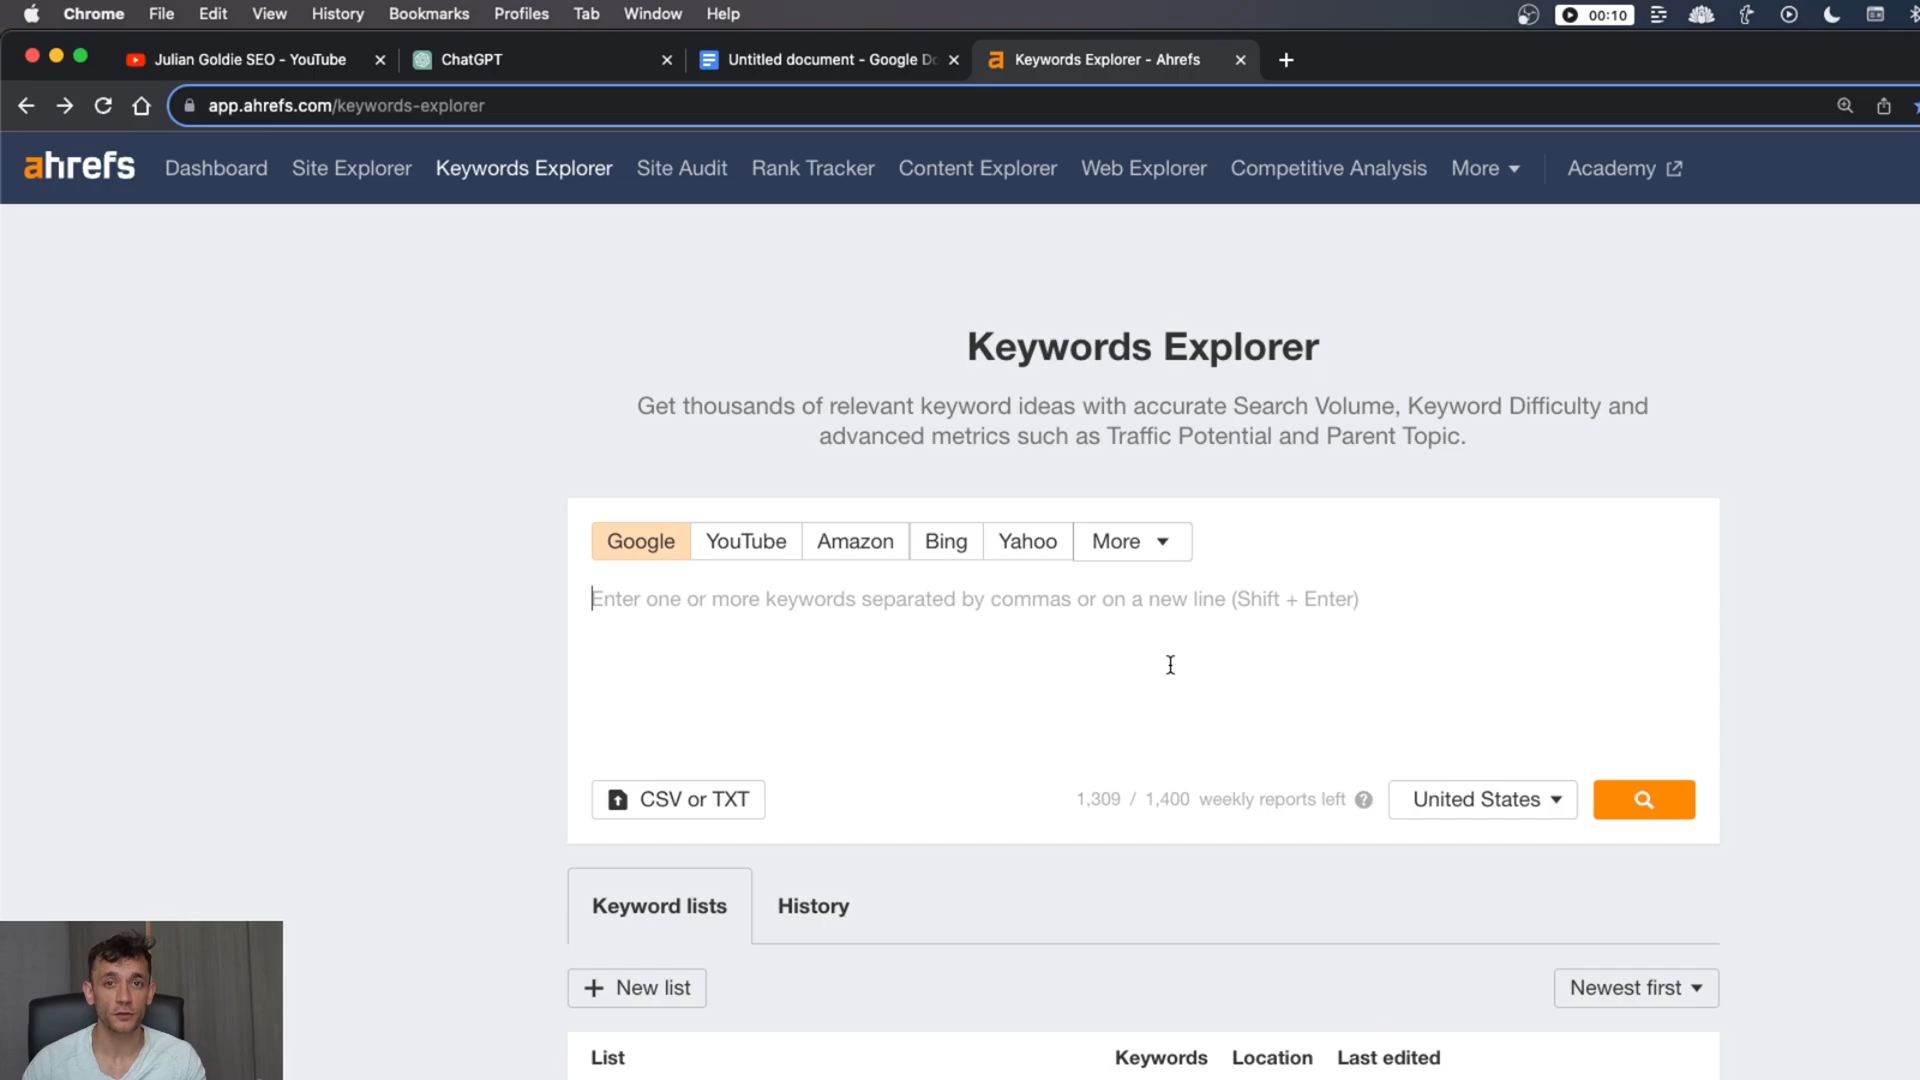 Chrome File Edit View History Bookmarks Profiles Tab Window Help 00:10
Julian Goldie SEO - YouTube ChatGPT Untitled document - Google Dc Keywords Explorer - Ahrefs
app.ahrefs.com/keywords-explorer
ahrefs Dashboard Site Explorer Keywords Explorer Site Audit Rank Tracker Content Explorer Web Explorer Competitive Analysis More Academy
Keywords Explorer
Get thousands of relevant keyword ideas with accurate Search Volume, Keyword Difficulty and
advanced metrics such as Traffic Potential and Parent Topic.
Google YouTube Amazon Bing Yahoo More
Enter one or more keywords separated by commas or on a new line (Shift + Enter)
CSV or TXT 1,309 / 1,400 weekly reports left ? United States
Keyword lists History
+ New list Newest first
List Keywords Location Last edited